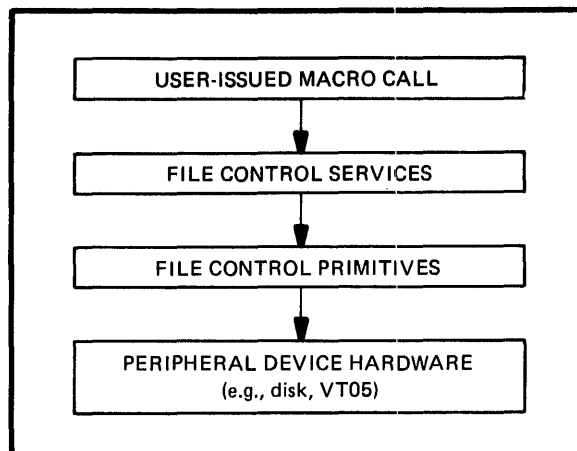 USER-ISSUED MACRO CALL
FILE CONTROL SERVICES
FILE CONTROL PRIMITIVES
PERIPHERAL DEVICE HARDWARE
(e.g., disk, VT05)